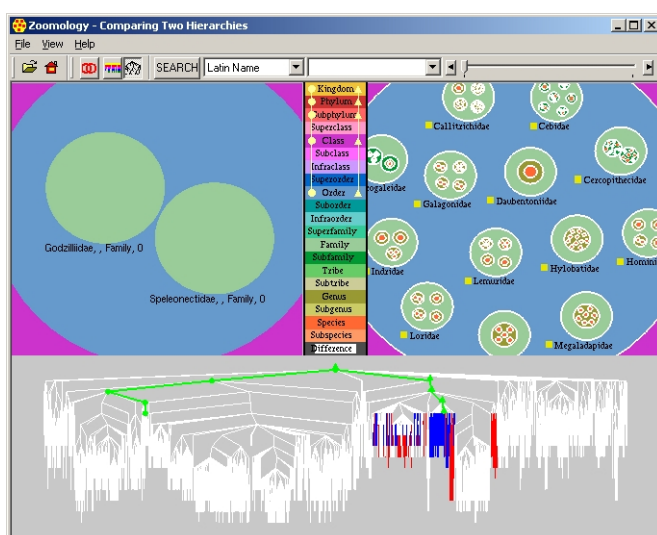 Zoomology - Comparing Two Hierarchies
File View Help
SEARCH Latin Name
Godzilliidae, , Family, 0
Speleonectidae, , Family, 0
Kingdom
Phylum
Subphylum
Superclass
Class
Subclass
Infraclass
Superorder
Order
Suborder
Infraorder
Superfamily
Family
Subfamily
Tribe
Subtribe
Genus
Subgenus
Species
Subspecies
Difference
Callitrichidae
Cebidae
ogaleidae
Galagonidae
Daubentoniidae
Cercopithecidae
Indridae
Lemuridae
Hylobatidae
Homini
Loridae
Megaladapidae